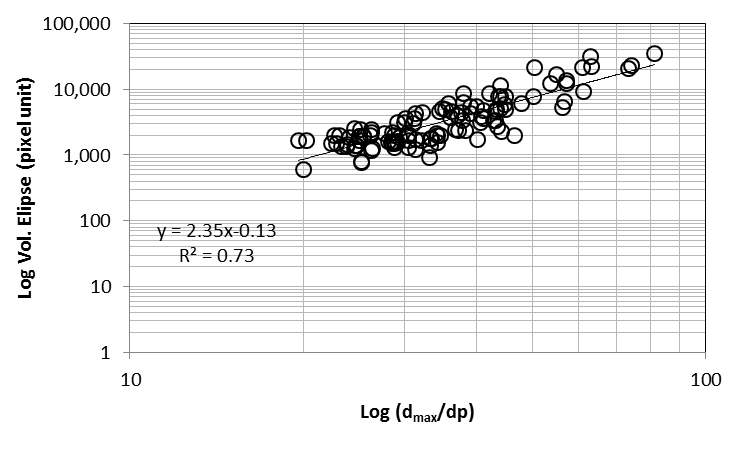 100,000
10,000
1,000
100
10
1
Log Vol. Elipse (pixel unit)
y = 2.35x-0.13
R² = 0.73
10
100
Log (dmax/dp)